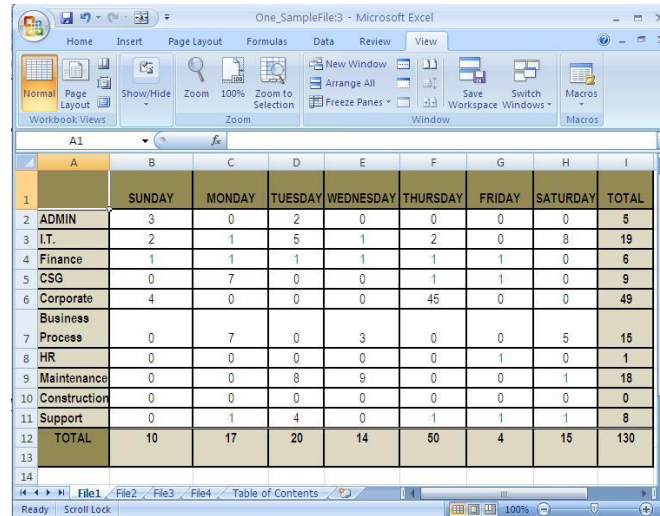 One_SampleFile:3 - Microsoft Excel
Home Insert Page Layout Formulas Data Review View
Normal Page Layout Show/Hide Zoom 100% Zoom to Selection New Window Arrange All Freeze Panes Save Workspace Switch Windows Macros
Workbook Views Zoom Window Macros
A1 fx
A B C D E F G H I
1 SUNDAY MONDAY TUESDAY WEDNESDAY THURSDAY FRIDAY SATURDAY TOTAL
2 ADMIN 3 0 2 0 0 0 0 5
3 I.T. 2 1 5 1 2 0 8 19
4 Finance 1 1 1 1 1 1 0 6
5 CSG 0 7 0 0 1 1 0 9
6 Corporate 4 0 0 0 45 0 0 49
Business
7 Process 0 7 0 3 0 0 5 15
8 HR 0 0 0 0 0 1 0 1
9 Maintenance 0 0 8 9 0 0 1 18
10 Construction 0 0 0 0 0 0 0 0
11 Support 0 1 4 0 1 1 1 8
12 TOTAL 10 17 20 14 50 4 15 130
13
14
File1 File2 File3 File4 Table of Contents
Ready Scroll Lock 100%